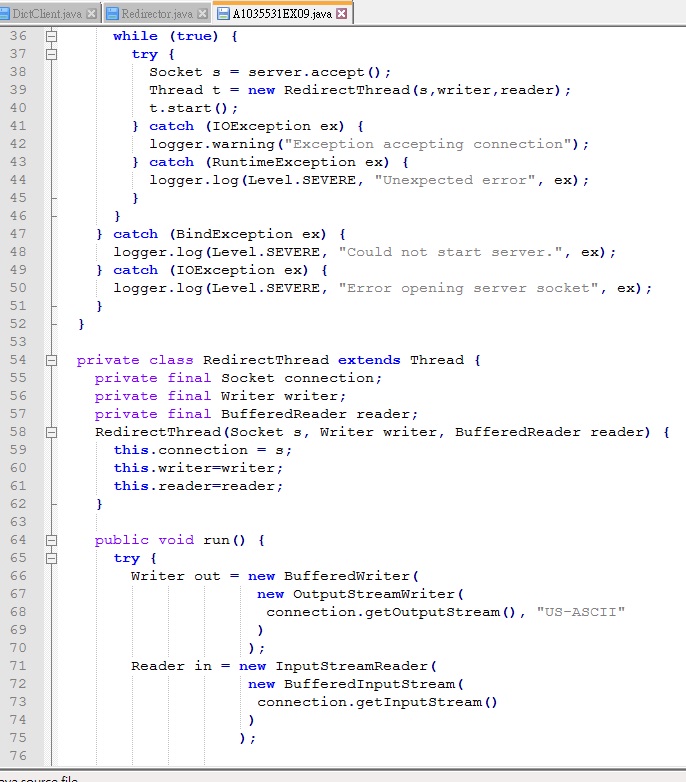 DictClient.java Redirector.java A1035531EX09.java
36 while (true) {
37 try {
38 Socket s = server.accept();
39 Thread t = new RedirectThread(s,writer,reader);
40 t.start();
41 } catch (IOException ex) {
42 logger.warning("Exception accepting connection");
43 } catch (RuntimeException ex) {
44 logger.log(Level.SEVERE, "Unexpected error", ex);
45 }
46 }
47 } catch (BindException ex) {
48 logger.log(Level.SEVERE, "Could not start server.", ex);
49 } catch (IOException ex) {
50 logger.log(Level.SEVERE, "Error opening server socket", ex);
51 }
52 }
53
54 private class RedirectThread extends Thread {
55 private final Socket connection;
56 private final Writer writer;
57 private final BufferedReader reader;
58 RedirectThread(Socket s, Writer writer, BufferedReader reader) {
59 this.connection = s;
60 this.writer=writer;
61 this.reader=reader;
62 }
63
64 public void run() {
65 try {
66 Writer out = new BufferedWriter(
67 new OutputStreamWriter(
68 connection.getOutputStream(), "US-ASCII"
69 )
70 );
71 Reader in = new InputStreamReader(
72 new BufferedInputStream(
73 connection.getInputStream()
74 )
75 );
76